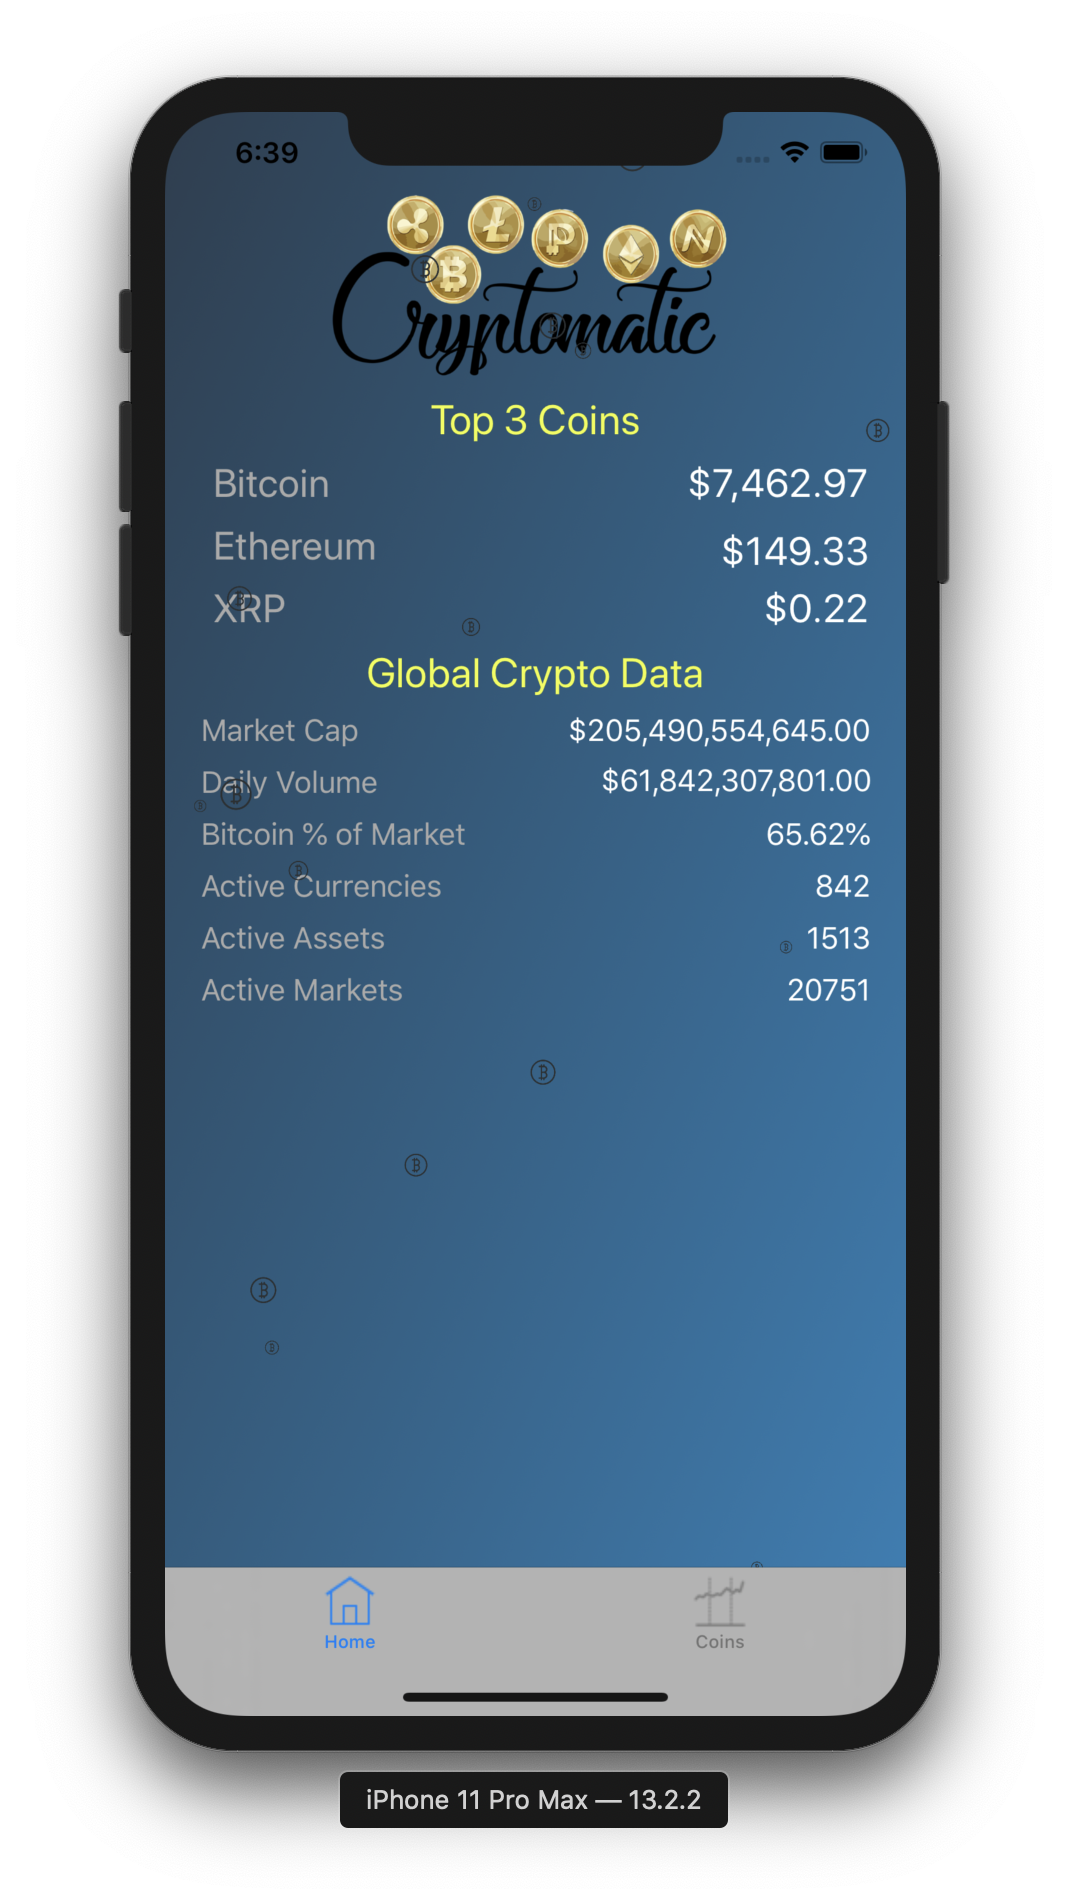 6:39
Cryptomatic
Top 3 Coins
Bitcoin $7,462.97
Ethereum $149.33
XRP $0.22
Global Crypto Data
Market Cap $205,490,554,645.00
Daily Volume $61,842,307,801.00
Bitcoin % of Market 65.62%
Active Currencies 842
Active Assets 1513
Active Markets 20751
Home Coins
iPhone 11 Pro Max — 13.2.2